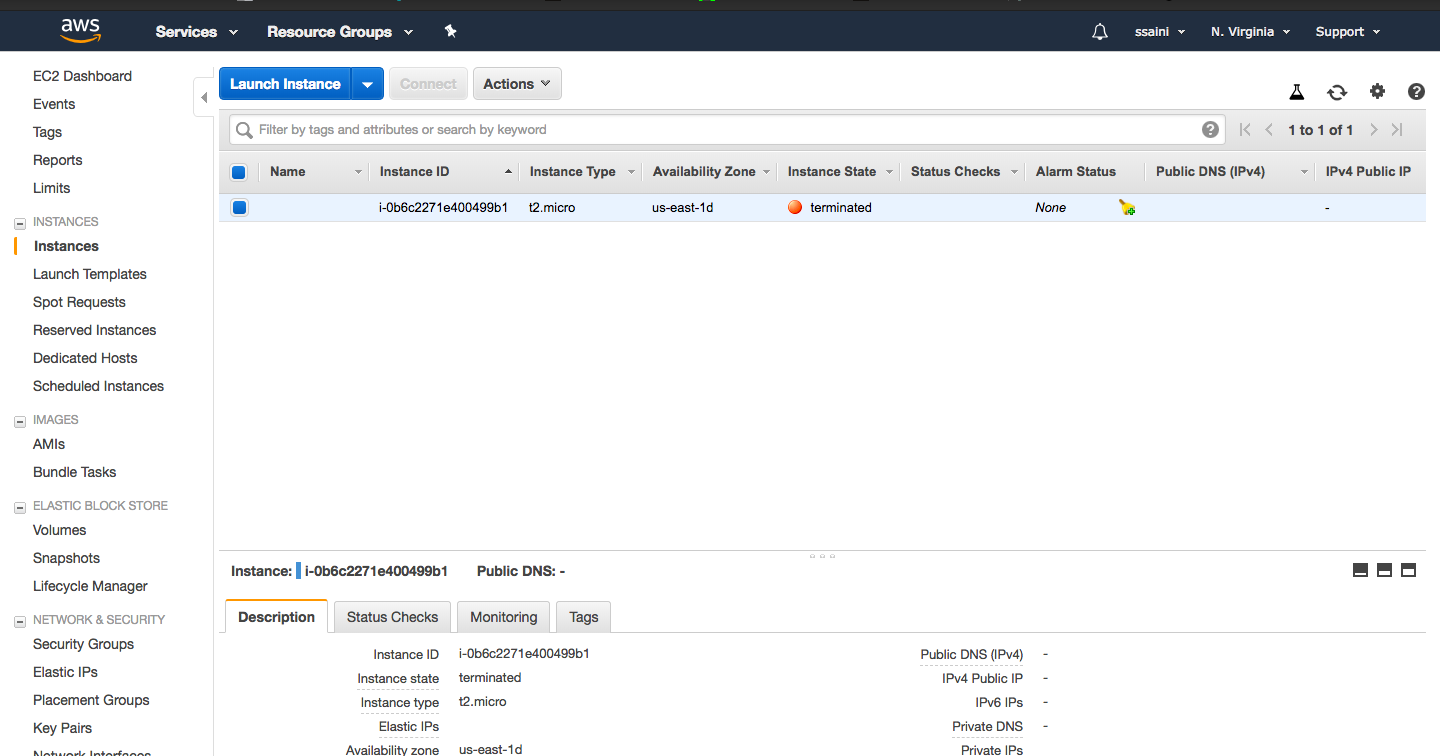 aws Services Resource Groups ssaini N. Virginia Support
EC2 Dashboard
Events
Tags
Reports
Limits
INSTANCES
Instances
Launch Templates
Spot Requests
Reserved Instances
Dedicated Hosts
Scheduled Instances
IMAGES
AMIs
Bundle Tasks
ELASTIC BLOCK STORE
Volumes
Snapshots
Lifecycle Manager
NETWORK & SECURITY
Security Groups
Elastic IPs
Placement Groups
Key Pairs
Network Interfaces
Launch Instance Connect Actions
Filter by tags and attributes or search by keyword ? 1 to 1 of 1
Name Instance ID Instance Type Availability Zone Instance State Status Checks Alarm Status Public DNS (IPv4) IPv4 Public IP
i-0b6c2271e400499b1 t2.micro us-east-1d terminated None -
Instance: i-0b6c2271e400499b1 Public DNS: -
Description Status Checks Monitoring Tags
Instance ID i-0b6c2271e400499b1 Public DNS (IPv4) -
Instance state terminated IPv4 Public IP -
Instance type t2.micro IPv6 IPs -
Elastic IPs Private DNS -
Availability zone us-east-1d Private IPs